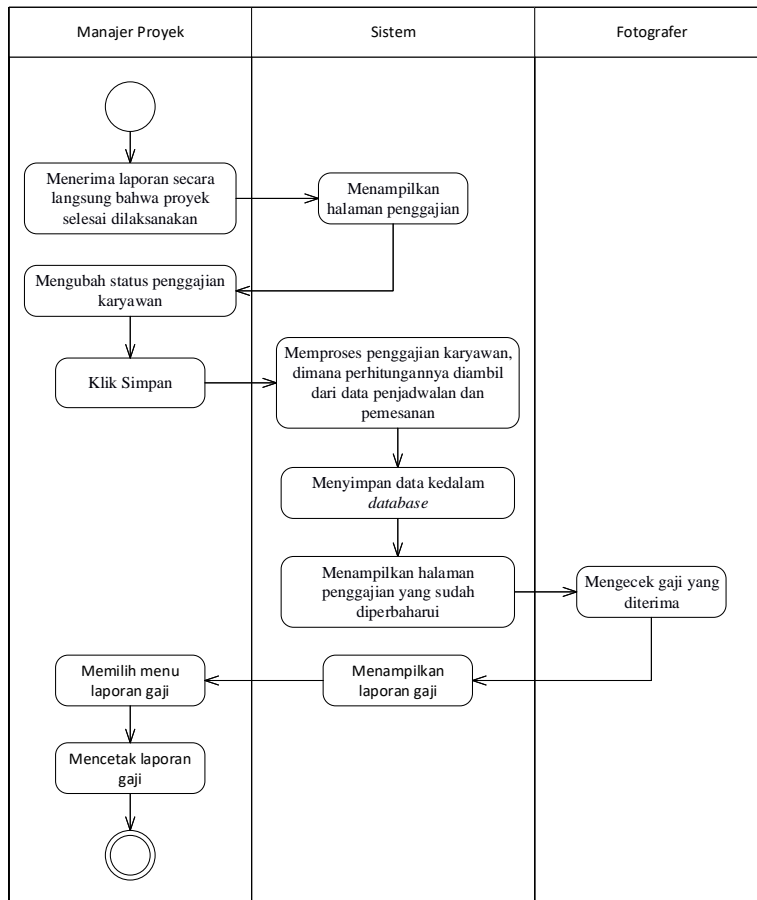 Manajer Proyek
Sistem
Fotografer
Menerima laporan secara
langsung bahwa proyek
selesai dilaksanakan
Menampilkan
halaman penggajian
Mengubah status penggajian
karyawan
Klik Simpan
Memproses penggajian karyawan,
dimana perhitungannya diambil
dari data penjadwalan dan
pemesanan
Menyimpan data kedalam
database
Menampilkan halaman
penggajian yang sudah
diperbaharui
Mengecek gaji yang
diterima
Memilih menu
laporan gaji
Menampilkan
laporan gaji
Mencetak laporan
gaji